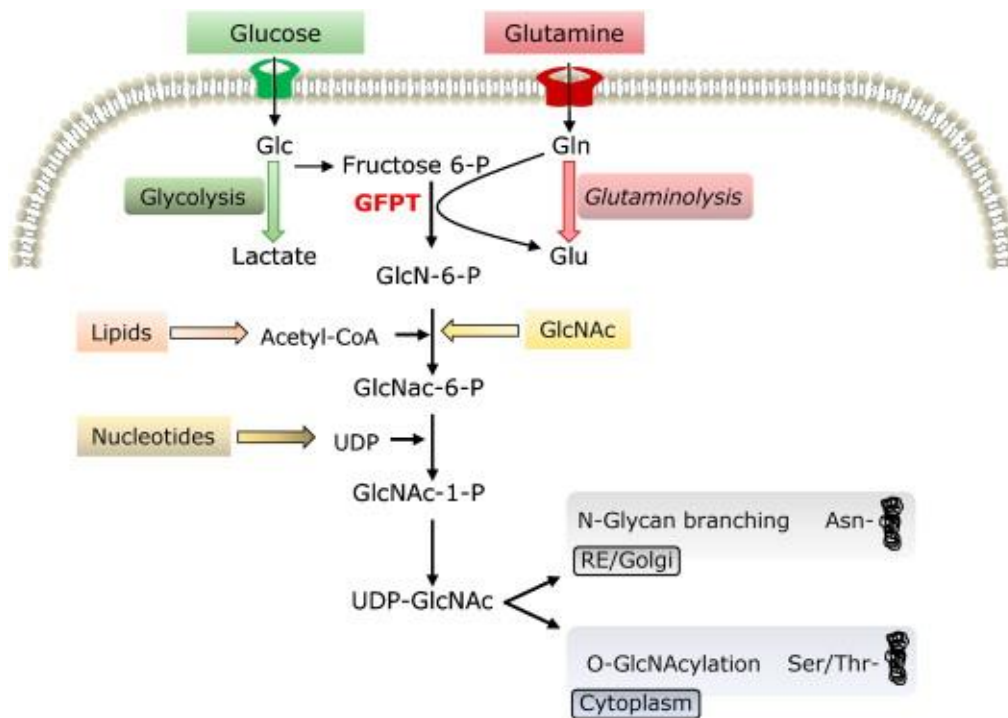 Glucose
Glutamine
Glc
Fructose 6-P
Gln
Glycolysis
GFPT
Glutaminolysis
Lactate
Glu
GlcN-6-P
Lipids
Acetyl-CoA
GlcNAc
GlcNac-6-P
Nucleotides
UDP
GlcNAc-1-P
N-Glycan branching Asn-
RE/Golgi
UDP-GlcNAc
O-GlcNAcylation Ser/Thr-
Cytoplasm